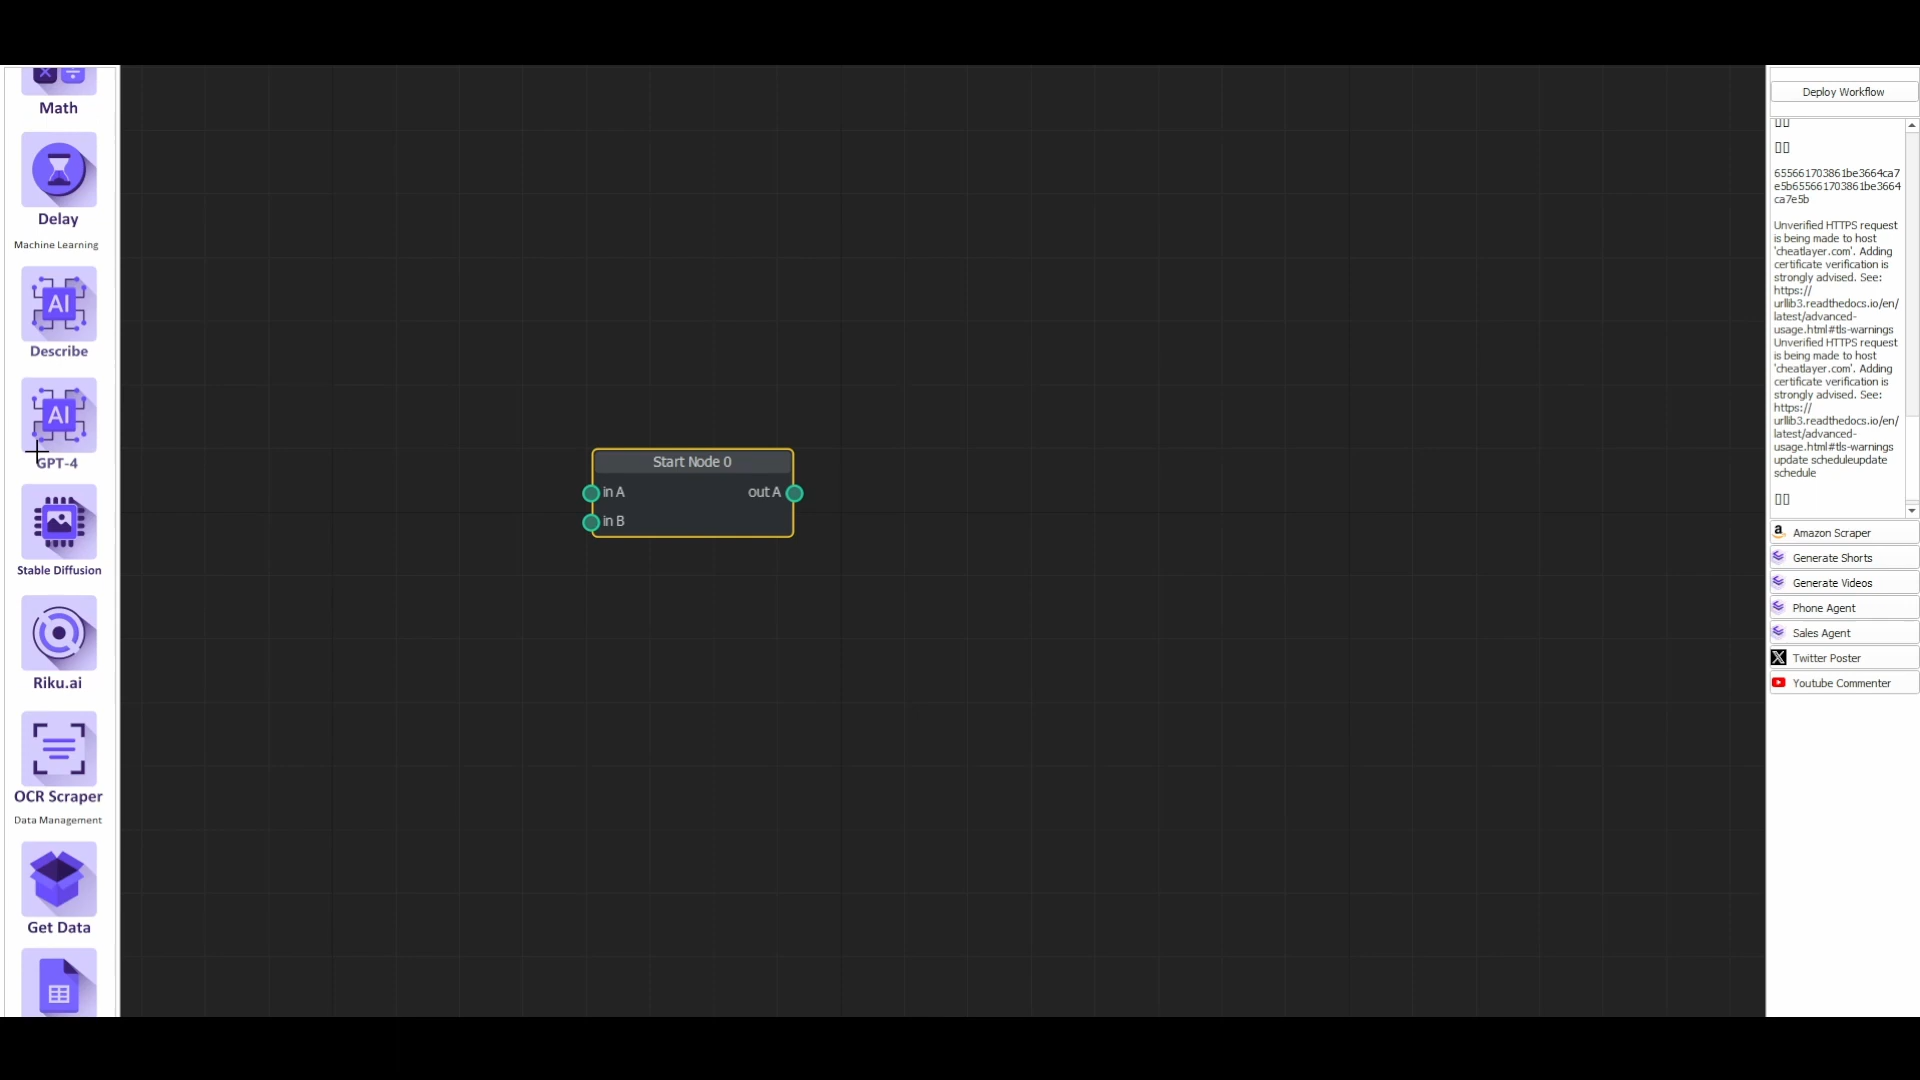 Math
Delay
Machine Learning
AI
Describe
AI
GPT-4
Stable Diffusion
Riku.ai
OCR Scraper
Data Management
Get Data
Start Node 0
in A
out A
in B
Deploy Workflow
655661703861be3664ca7
e5b655661703861be3664
ca7e5b
Unverified HTTPS request
is being made to host
'cheatlayer.com'. Adding
certificate verification is
strongly advised. See:
https://
urllib3.readthedocs.io/en/
latest/advanced-
usage.html#tls-warnings
Unverified HTTPS request
is being made to host
'cheatlayer.com'. Adding
certificate verification is
strongly advised. See:
https://
urllib3.readthedocs.io/en/
latest/advanced-
usage.html#tls-warnings
update scheduleupdate
schedule
Amazon Scraper
Generate Shorts
Generate Videos
Phone Agent
Sales Agent
Twitter Poster
Youtube Commenter